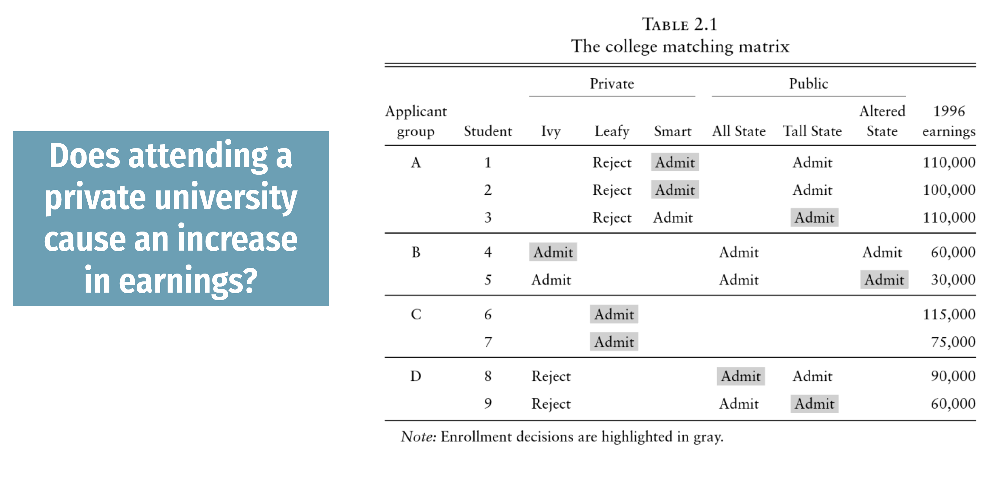 Does attending a
private university
cause an increase
in earnings?
TABLE 2.1
The college matching matrix
Private Public
Applicant Altered 1996
group Student Ivy Leafy Smart All State Tall State State earnings
A 1 Reject Admit Admit 110,000
2 Reject Admit Admit 100,000
3 Reject Admit Admit 110,000
B 4 Admit Admit Admit 60,000
5 Admit Admit Admit 30,000
C 6 Admit 115,000
7 Admit 75,000
D 8 Reject Admit Admit 90,000
9 Reject Admit Admit 60,000
Note: Enrollment decisions are highlighted in gray.